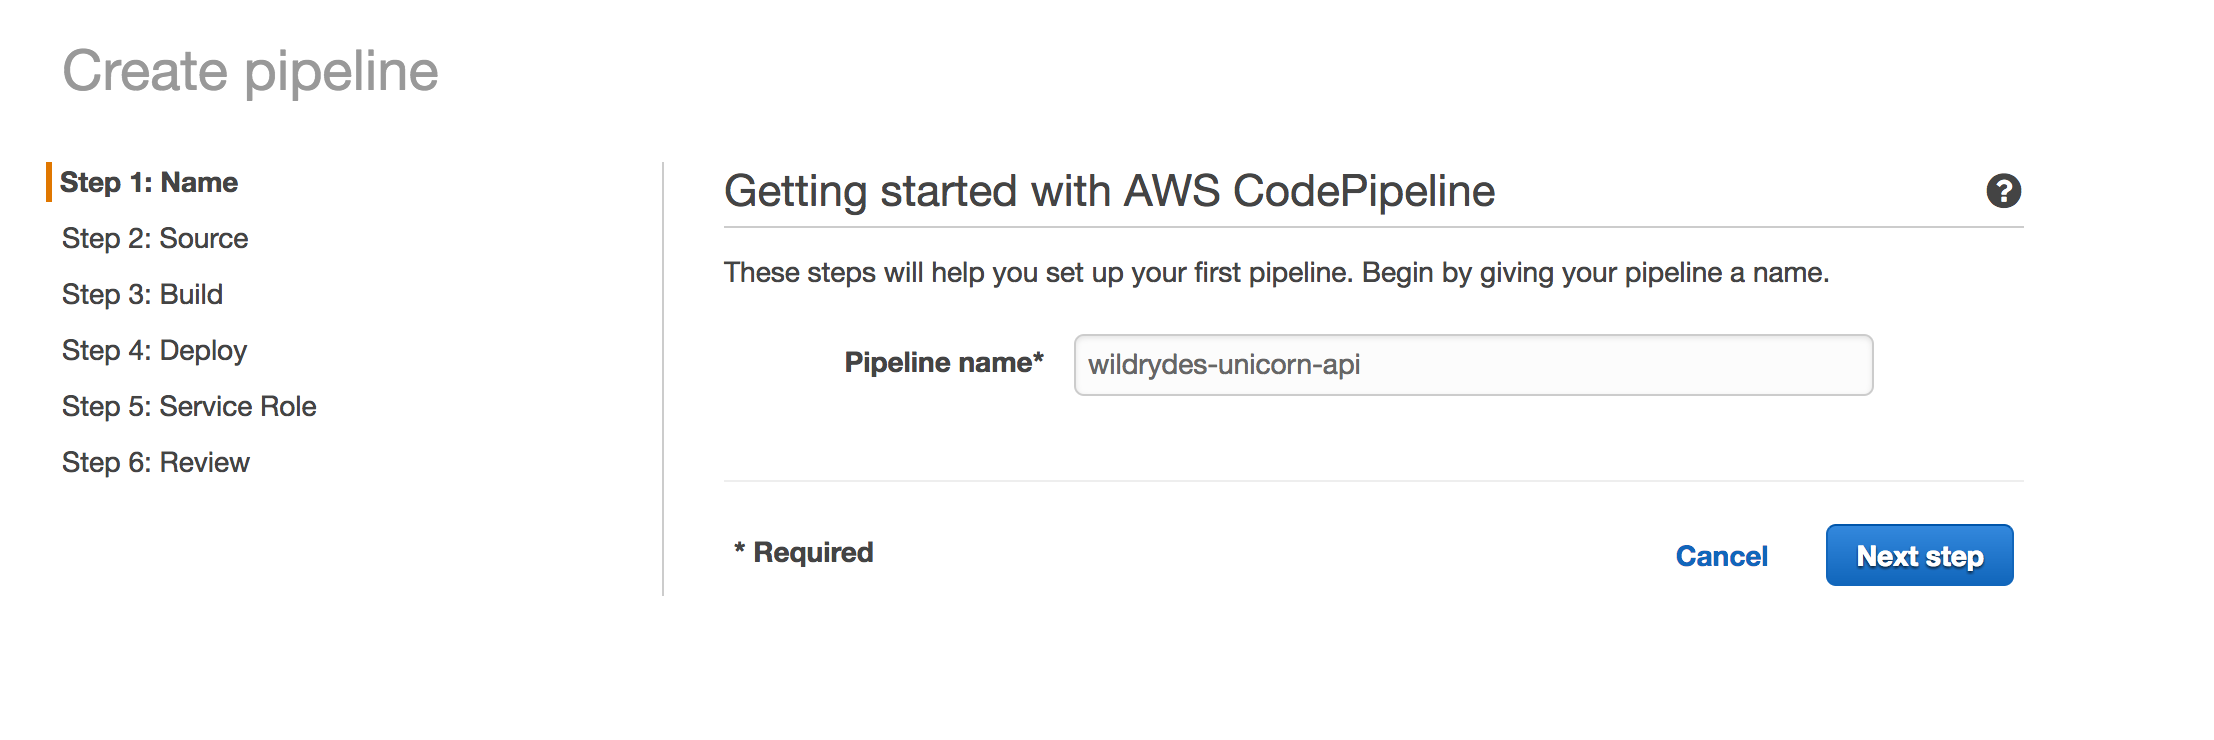 Create pipeline
Step 1: Name
Step 2: Source
Step 3: Build
Step 4: Deploy
Step 5: Service Role
Step 6: Review
Getting started with AWS CodePipeline
?
These steps will help you set up your first pipeline. Begin by giving your pipeline a name.
Pipeline name*
wildrydes-unicorn-api
* Required
Cancel
Next step